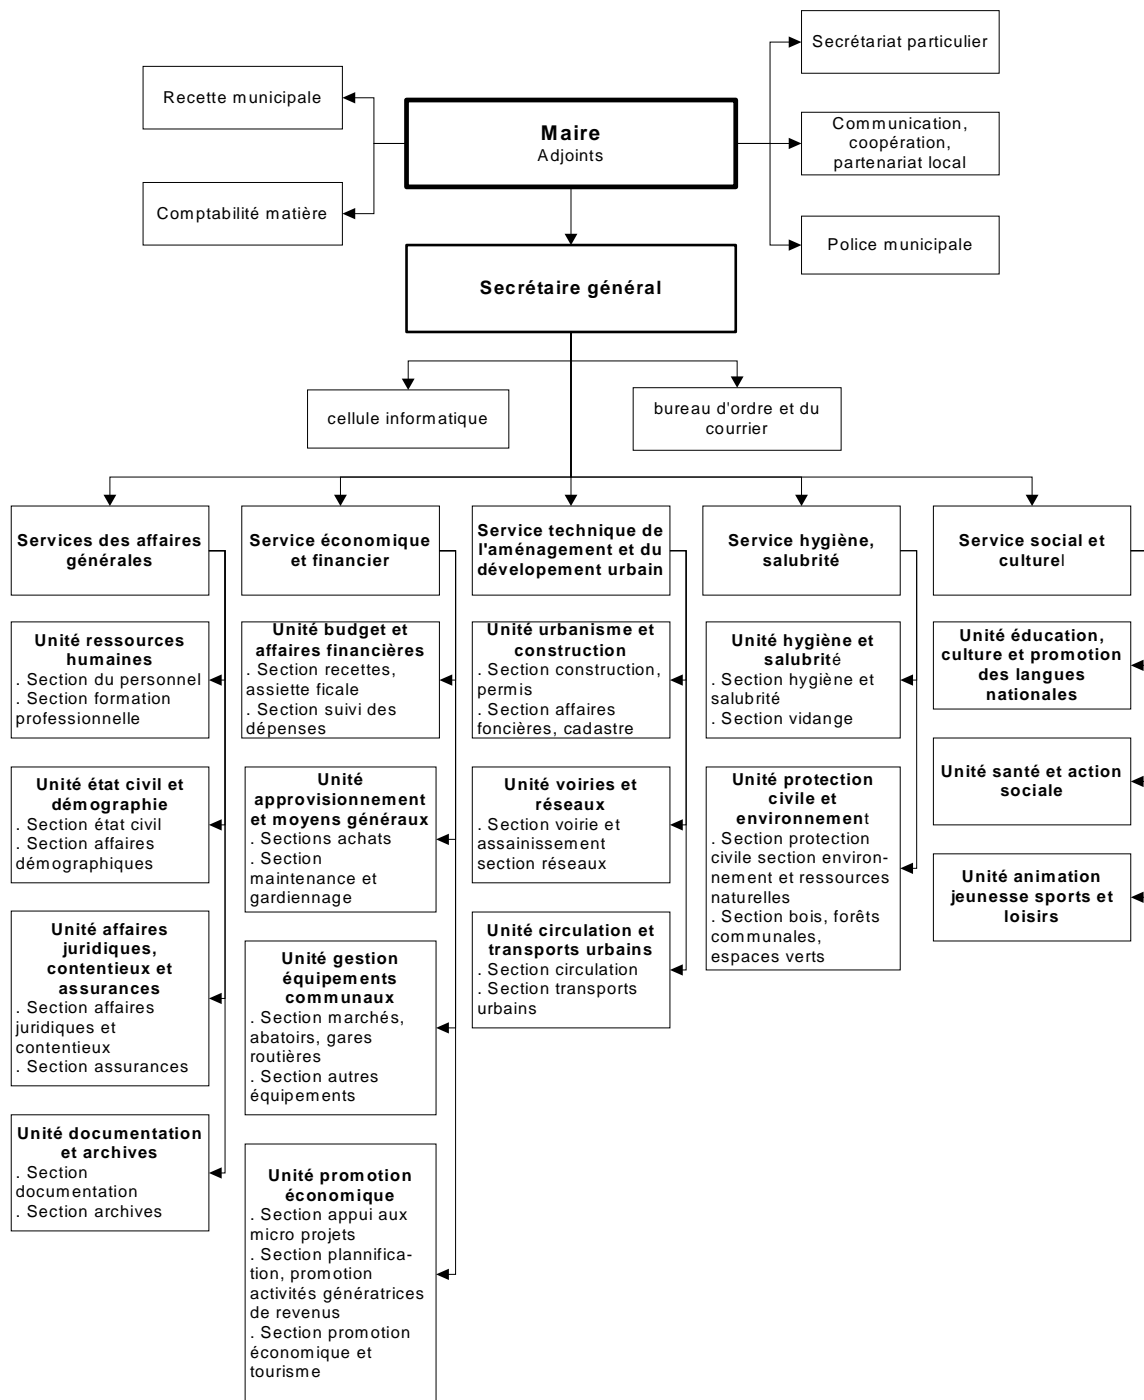 Secrétariat particulier
Recette municipale
Maire
Adjoints
Communication,
coopération,
partenariat local
Comptabilité matière
Police municipale
Secrétaire général
cellule informatique
bureau d'ordre et du
courrier
Services des affaires
générales
Unité ressources
humaines
. Section du personnel
. Section formation
professionnelle
Unité état civil et
démographie
. Section état civil
. Section affaires
démographiques
Unité affaires
juridiques,
contentieux et
assurances
. Section affaires
juridiques et
contentieux
. Section assurances
Unité documentation
et archives
. Section
documentation
. Section archives
Service économique
et financier
Unité budget et
affaires financières
. Section recettes,
assiette ficale
. Section suivi des
dépenses
Unité
approvisionnement
et moyens généraux
. Sections achats
. Section
maintenance et
gardiennage
Unité gestion
équipements
communaux
. Section marchés,
abatoirs, gares
routières
. Section autres
équipements
Unité promotion
économique
. Section appui aux
micro projets
. Section plannifica-
tion, promotion
activités génératrices
de revenus
. Section promotion
économique et
tourisme
Service technique de
l'aménagement et du
dévelopement urbain
Unité urbanisme et
construction
. Section construction,
permis
. Section affaires
foncières, cadastre
Unité voiries et
réseaux
. Section voirie et
assainissement
section réseaux
Unité circulation et
transports urbains
. Section circulation
. Section transports
urbains
Service hygiène,
salubrité
Unité hygiène et
salubrité
. Section hygiène et
salubrité
. Section vidange
Unité protection
civile et
environnement
. Section protection
civile section environ-
nement et ressources
naturelles
. Section bois, forêts
communales,
espaces verts
Service social et
culturel
Unité éducation,
culture et promotion
des langues
nationales
Unité santé et action
sociale
Unité animation
jeunesse sports et
loisirs